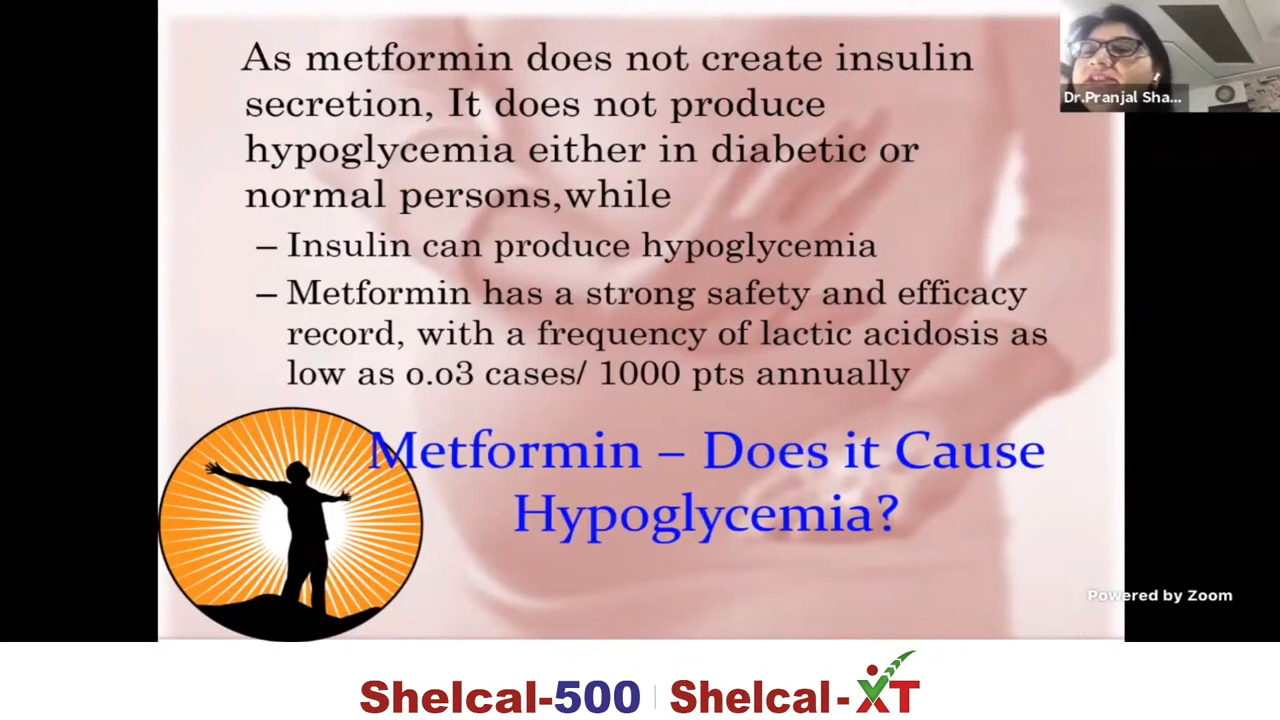 As metformin does not create insulin
secretion, It does not produce
hypoglycemia either in diabetic or
normal persons,while
– Insulin can produce hypoglycemia
– Metformin has a strong safety and efficacy
record, with a frequency of lactic acidosis as
low as o.o3 cases/ 1000 pts annually
Metformin – Does it Cause
Hypoglycemia?
Dr.Pranjal Sha...
Powered by Zoom
Shelcal-500 | Shelcal-XT